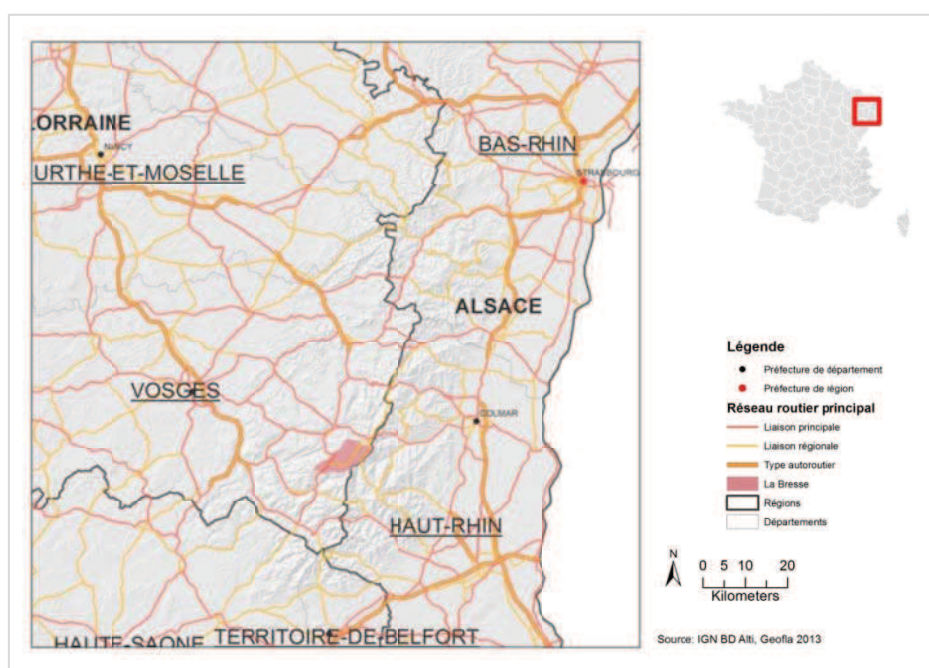 LORRAINE
NANCY
URTHE-ET-MOSELLE
BAS-RHIN
STRASBOURG
ALSACE
VOSGES
COLMAR
HAUT-RHIN
HAUTE-SAONE
TERRITOIRE-DE-BELFORT
Légende
Préfecture de département
Préfecture de région
Réseau routier principal
Liaison principale
Liaison régionale
Type autoroutier
La Bresse
Régions
Départements
N
0 5 10 20
Kilometers
Source: IGN BD Alti, Geofla 2013